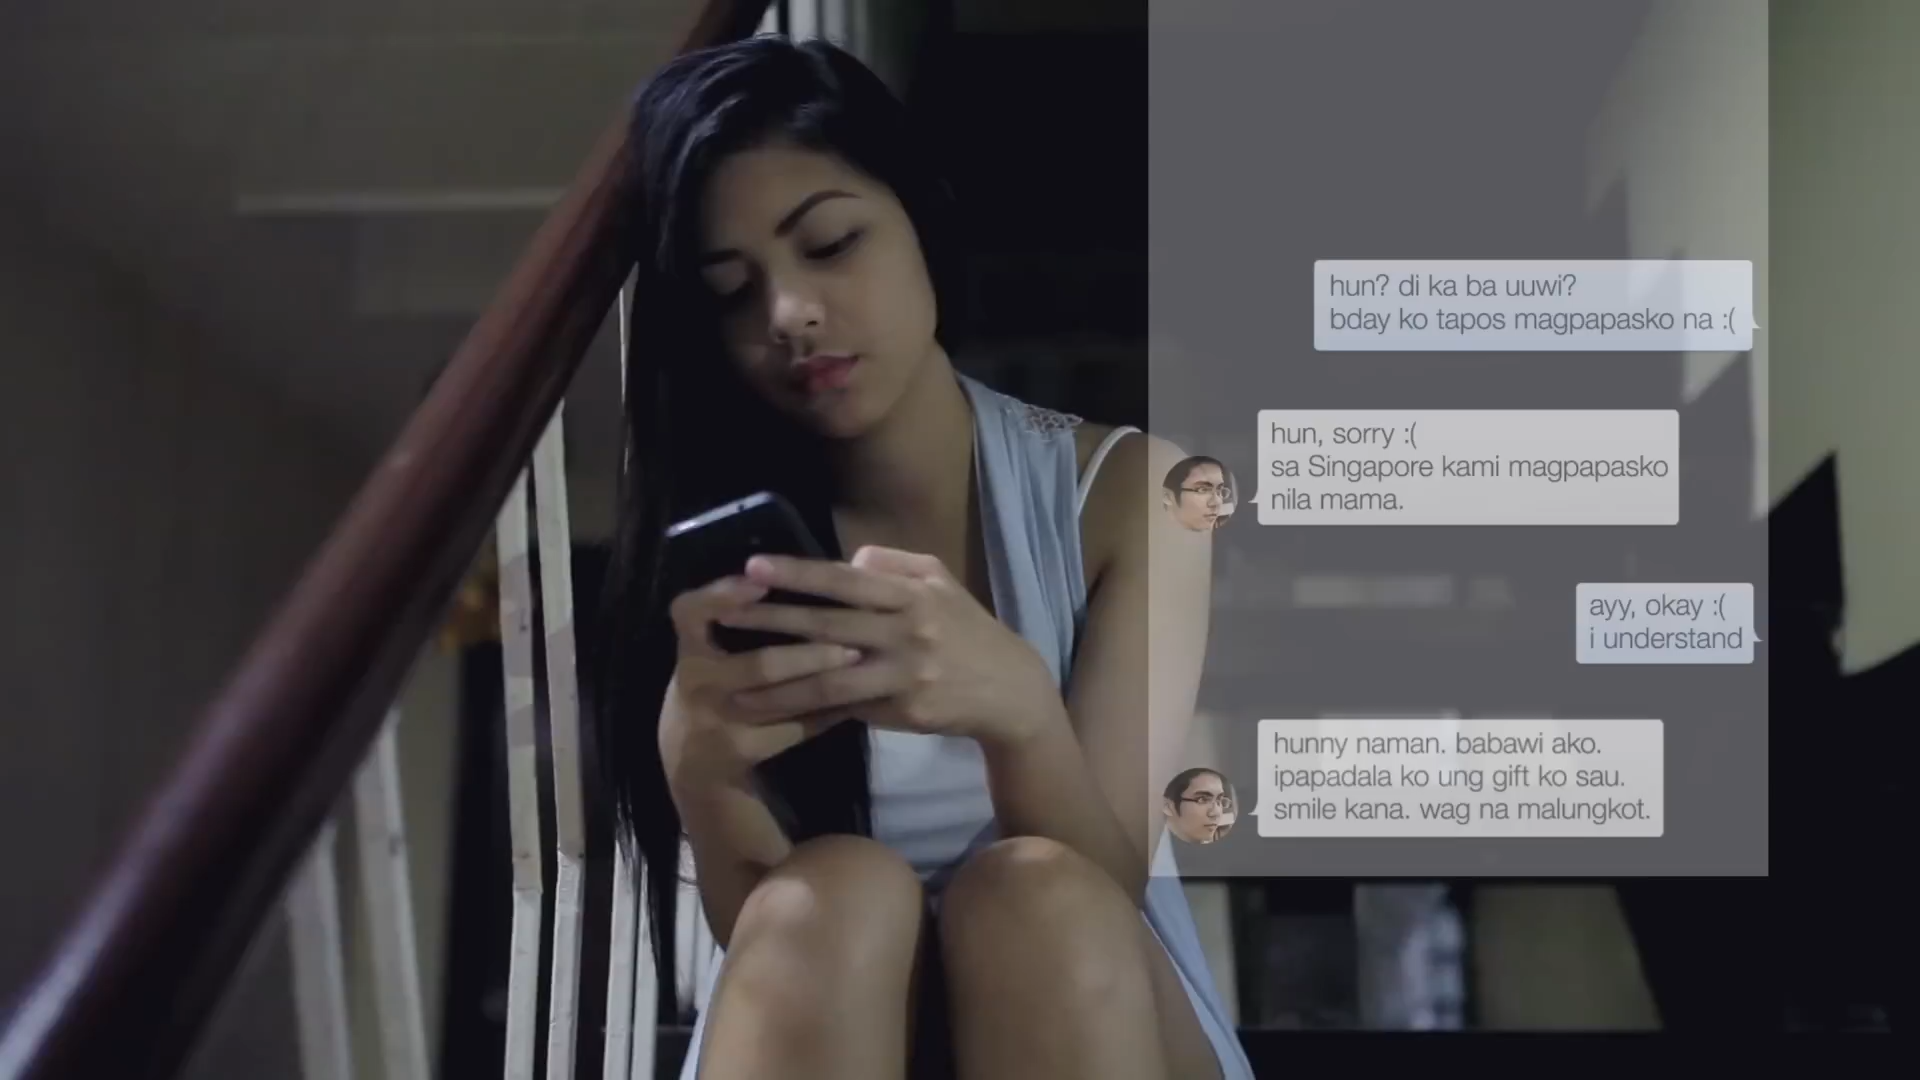 hun? di ka ba uuwi?
bday ko tapos magpapasko na :(
hun, sorry :(
sa Singapore kami magpapasko
nila mama.
ayy, okay :(
i understand
hunny naman. babawi ako.
ipapadala ko ung gift ko sau.
smile kana. wag na malungkot.